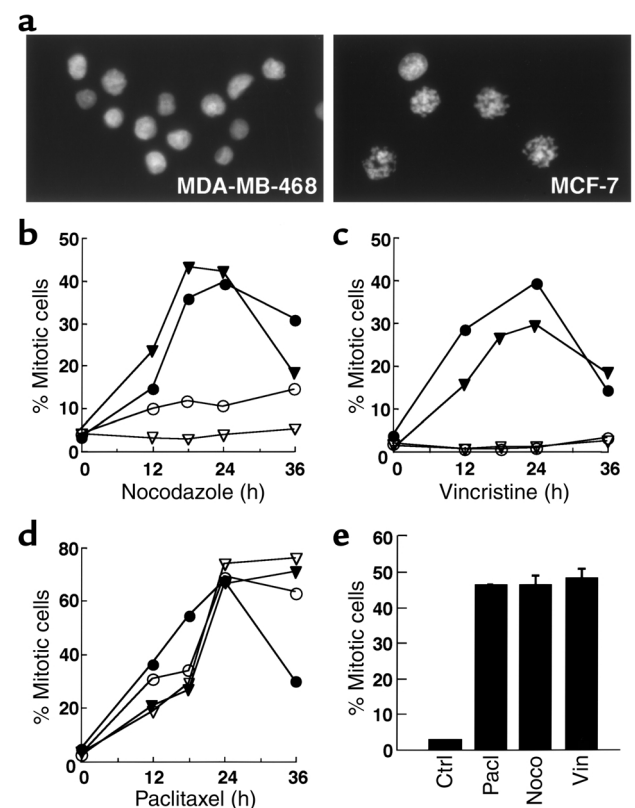 a
MDA-MB-468
MCF-7
b
c
50
40
30
20
10
0
% Mitotic cells
0 12 24 36
Nocodazole (h)
50
40
30
20
10
0
% Mitotic cells
0 12 24 36
Vincristine (h)
d
e
80
60
40
20
0
% Mitotic cells
0 12 24 36
Paclitaxel (h)
60
50
40
30
20
10
0
% Mitotic cells
Ctrl
Pacl
Noco
Vin